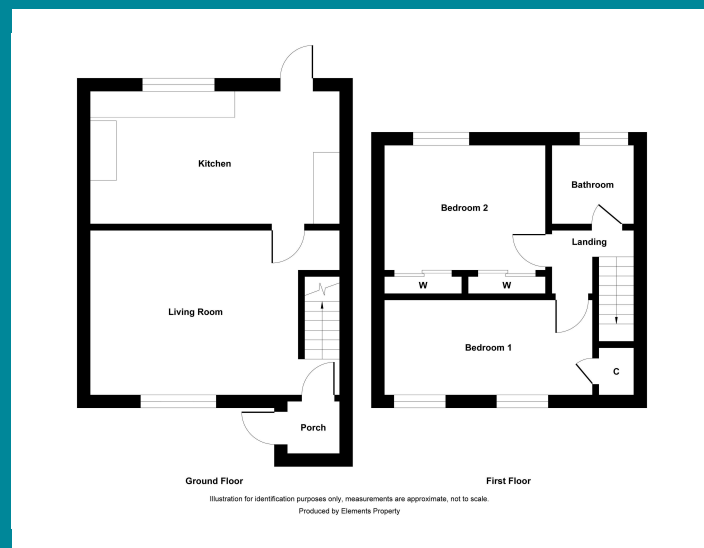 Kitchen
Living Room
Porch
Ground Floor
Bedroom 2
Bathroom
Landing
W
W
Bedroom 1
C
First Floor
Illustration for identification purposes only, measurements are approximate, not to scale.
Produced by Elements Property